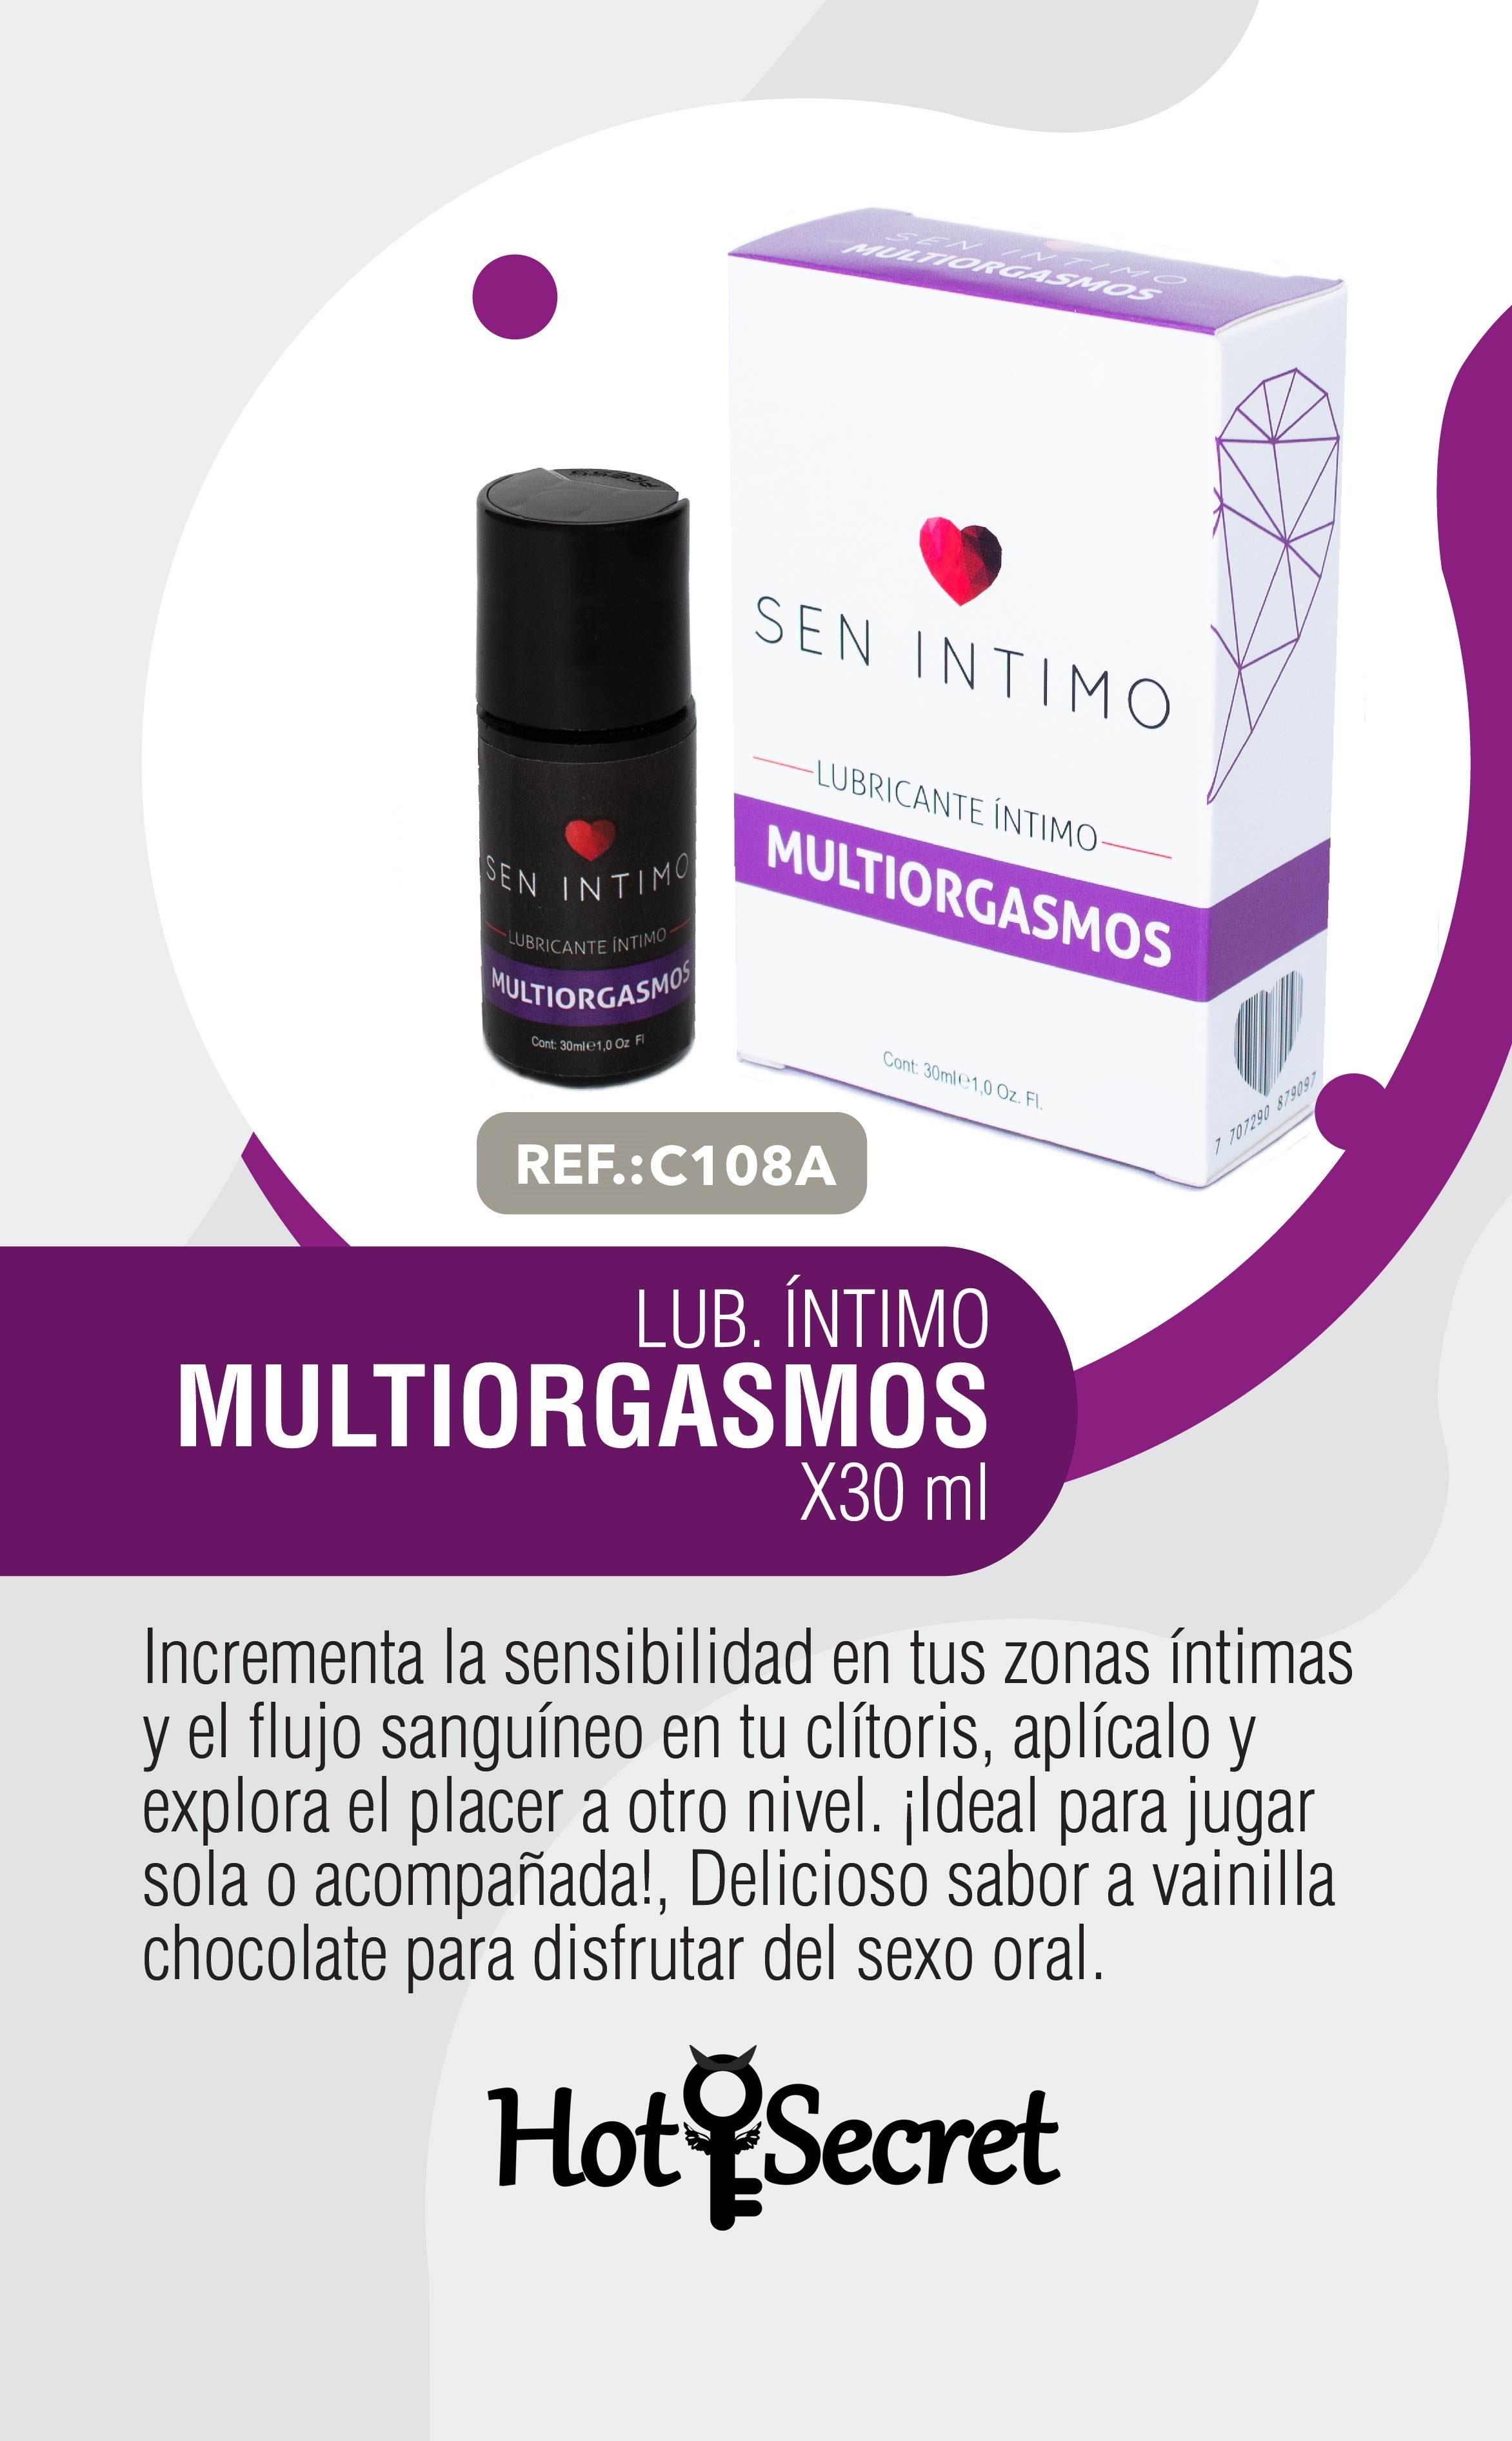 SEN INTIMO
MULTIORGASMOS
SEN INTIMO
LUBRICANTE ÍNTIMO
MULTIORGASMOS
Cont: 30ml℮1,0 Oz. Fl.
7 707290 879097
SEN INTIMO
LUBRICANTE ÍNTIMO
MULTIORGASMOS
Cont: 30ml℮1,0 Oz Fl
REF.:C108A
LUB. ÍNTIMO
MULTIORGASMOS
X30 ml
Incrementa la sensibilidad en tus zonas íntimas
y el flujo sanguíneo en tu clítoris, aplícalo y
explora el placer a otro nivel. ¡Ideal para jugar
sola o acompañada!, Delicioso sabor a vainilla
chocolate para disfrutar del sexo oral.
Hot Secret